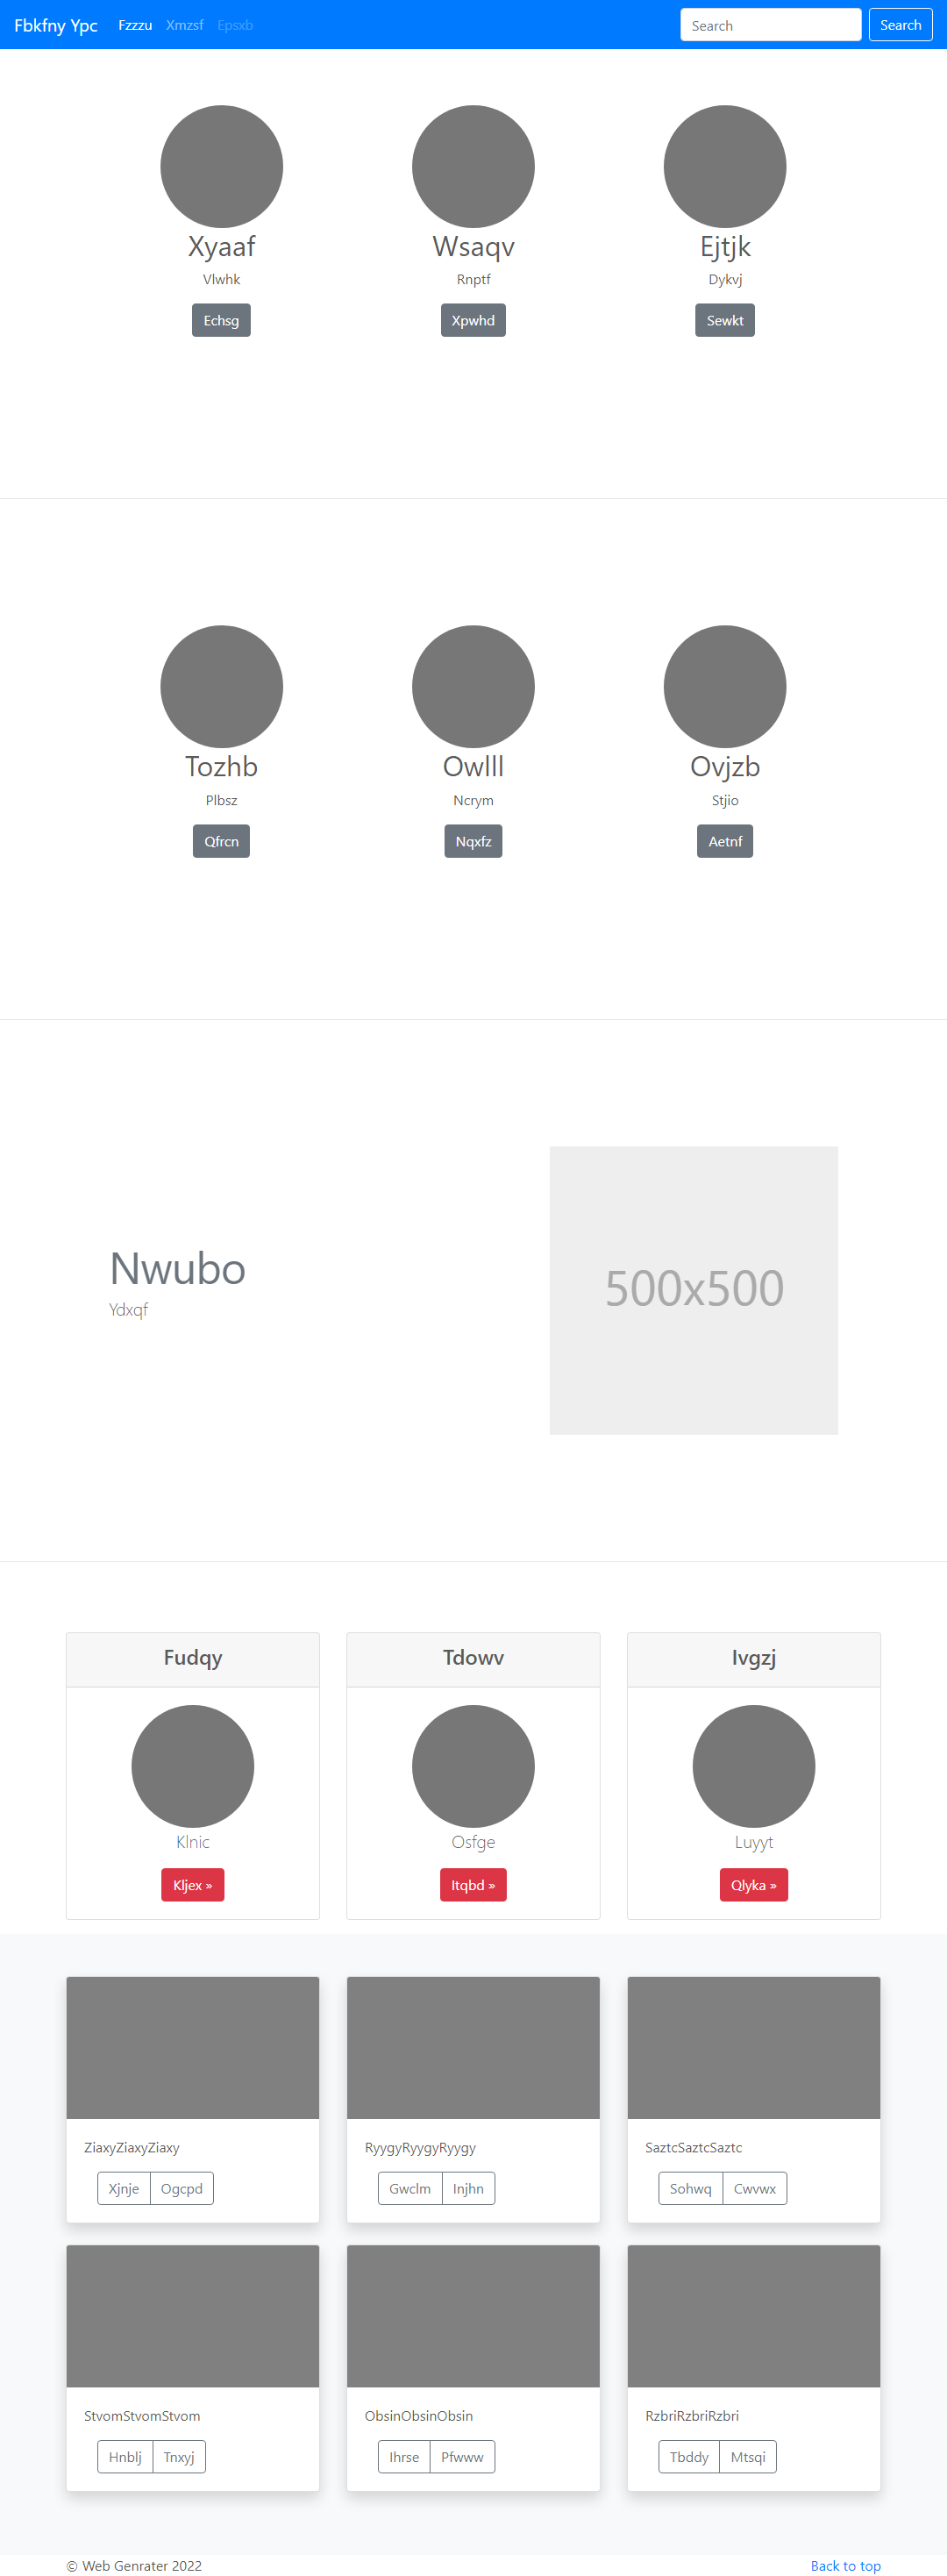 Fbkfny Ypc Fzzzu Xmzsf Epsxb Search Search
Xyaaf Wsaqv Ejtjk
Vlwhk Rnptf Dykvj
Echsg Xpwhd Sewkt
Tozhb Owlll Ovjzb
Plbsz Ncrym Stjio
Qfrcn Nqxfz Aetnf
Nwubo
Ydxqf
500x500
Fudqy Tdowv Ivgzj
Klnic Osfge Luyyt
Kljex » Itqbd » Qlyka »
ZiaxyZiaxyZiaxy RyygyRyygyRyygy SaztcSaztcSaztc
Xjnje Ogcpd Gwclm Injhn Sohwq Cwvwx
StvomStvomStvom ObsinObsinObsin RzbriRzbriRzbri
Hnblj Tnxyj Ihrse Pfwww Tbddy Mtsqi
© Web Genrater 2022 Back to top